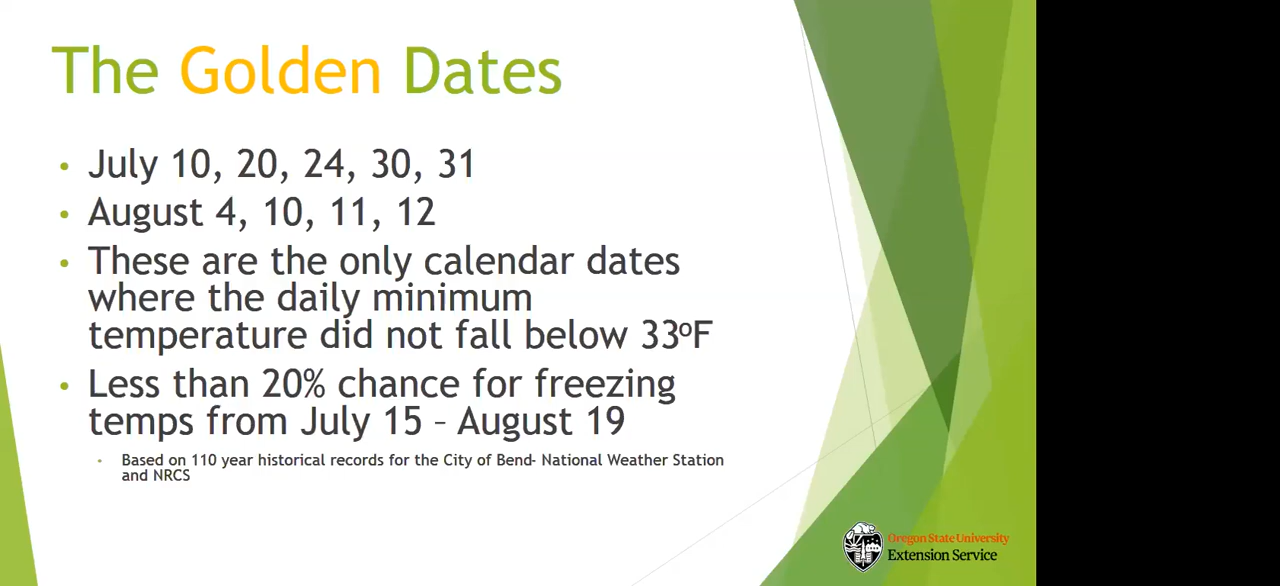 The Golden Dates
• July 10, 20, 24, 30, 31
• August 4, 10, 11, 12
• These are the only calendar dates
where the daily minimum
temperature did not fall below 33ºF
• Less than 20% chance for freezing
temps from July 15 – August 19
• Based on 110 year historical records for the City of Bend- National Weather Station
and NRCS
Oregon State University
Extension Service